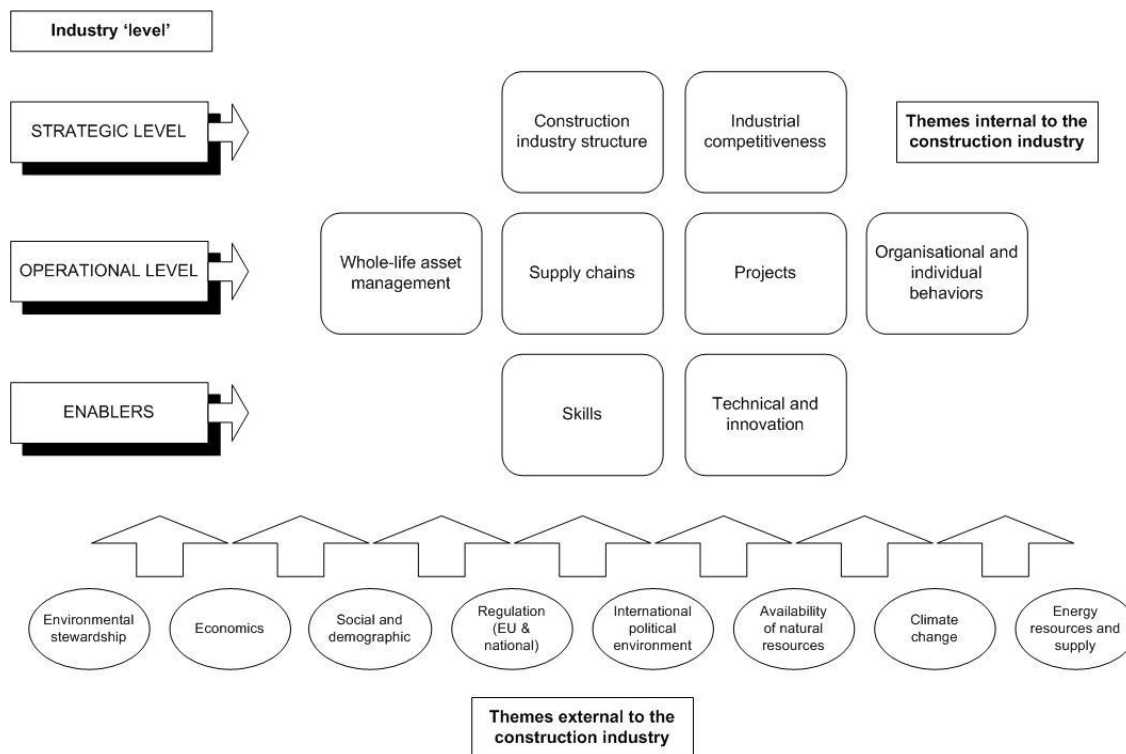 Industry ‘level’
STRATEGIC LEVEL
Construction
industry structure
Industrial
competitiveness
Themes internal to the
construction industry
OPERATIONAL LEVEL
Whole-life asset
management
Supply chains
Projects
Organisational and
individual
behaviors
ENABLERS
Skills
Technical and
innovation
Environmental
stewardship
Economics
Social and
demographic
Regulation
(EU &
national)
International
political
environment
Availability
of natural
resources
Climate
change
Energy
resources and
supply
Themes external to the
construction industry